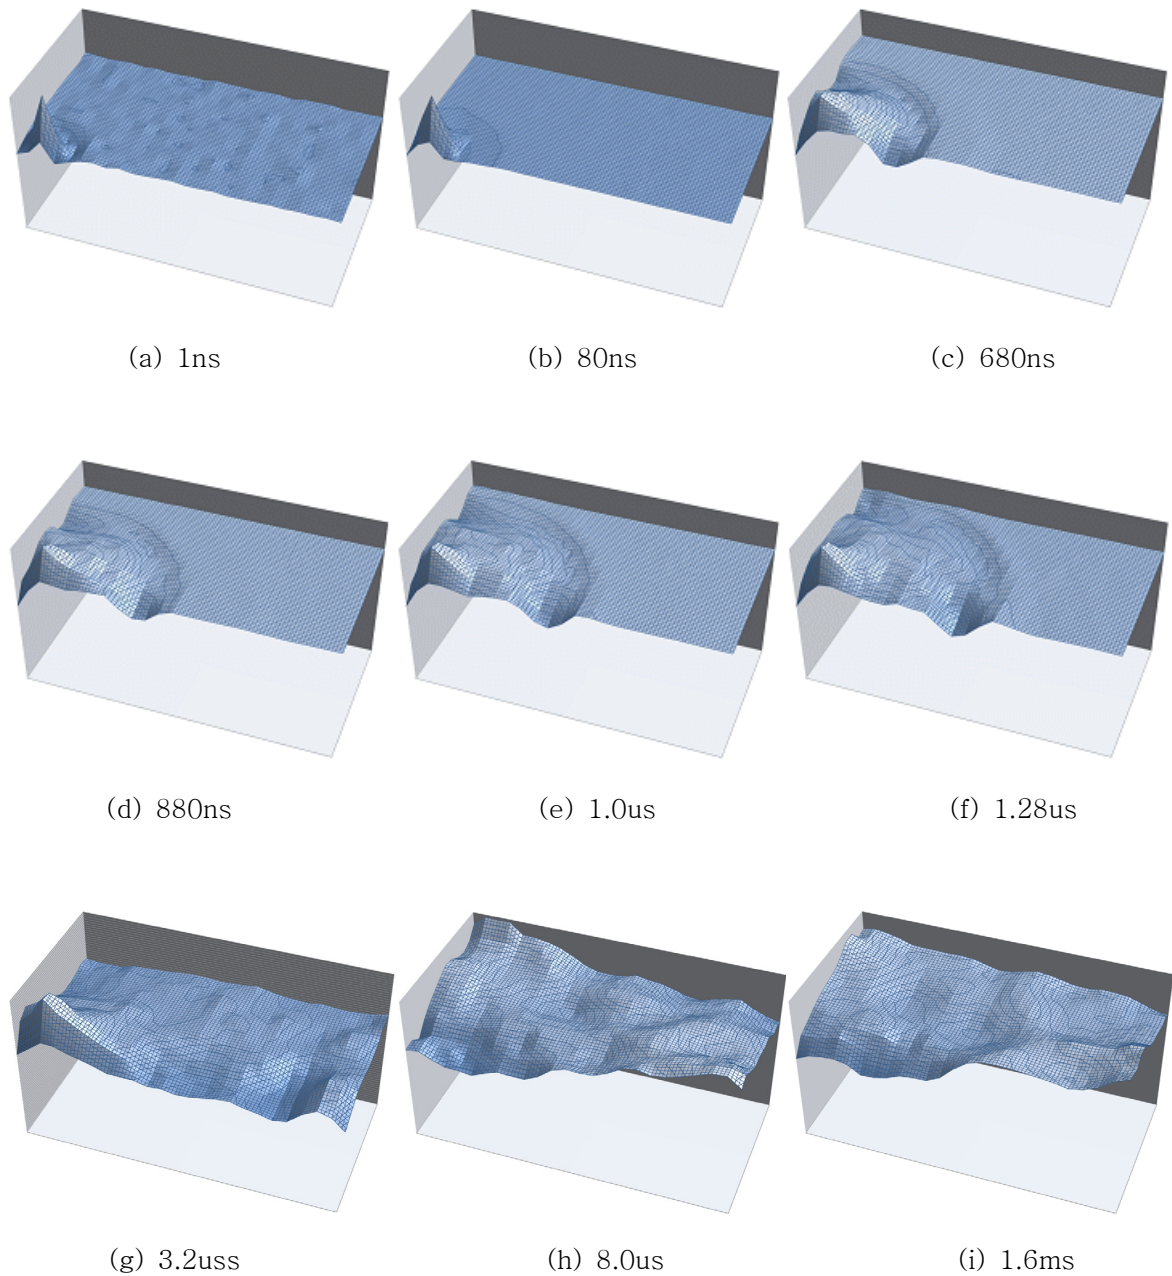 (a) 1ns
(b) 80ns
(c) 680ns
(d) 880ns
(e) 1.0us
(f) 1.28us
(g) 3.2uss
(h) 8.0us
(i) 1.6ms